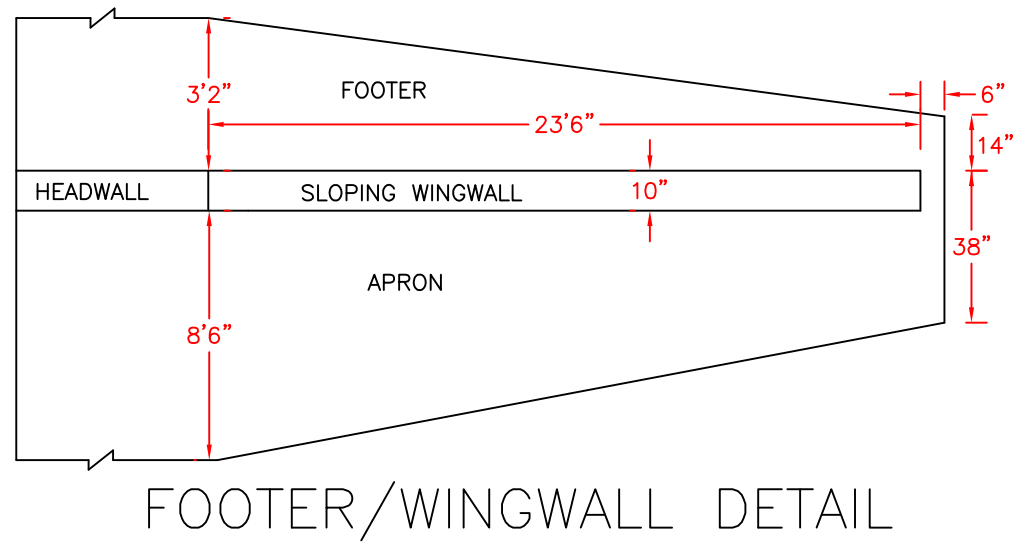 3'2"
FOOTER
6"
23'6"
14"
HEADWALL
SLOPING WINGWALL
10"
38"
APRON
8'6"
FOOTER/WINGWALL DETAIL